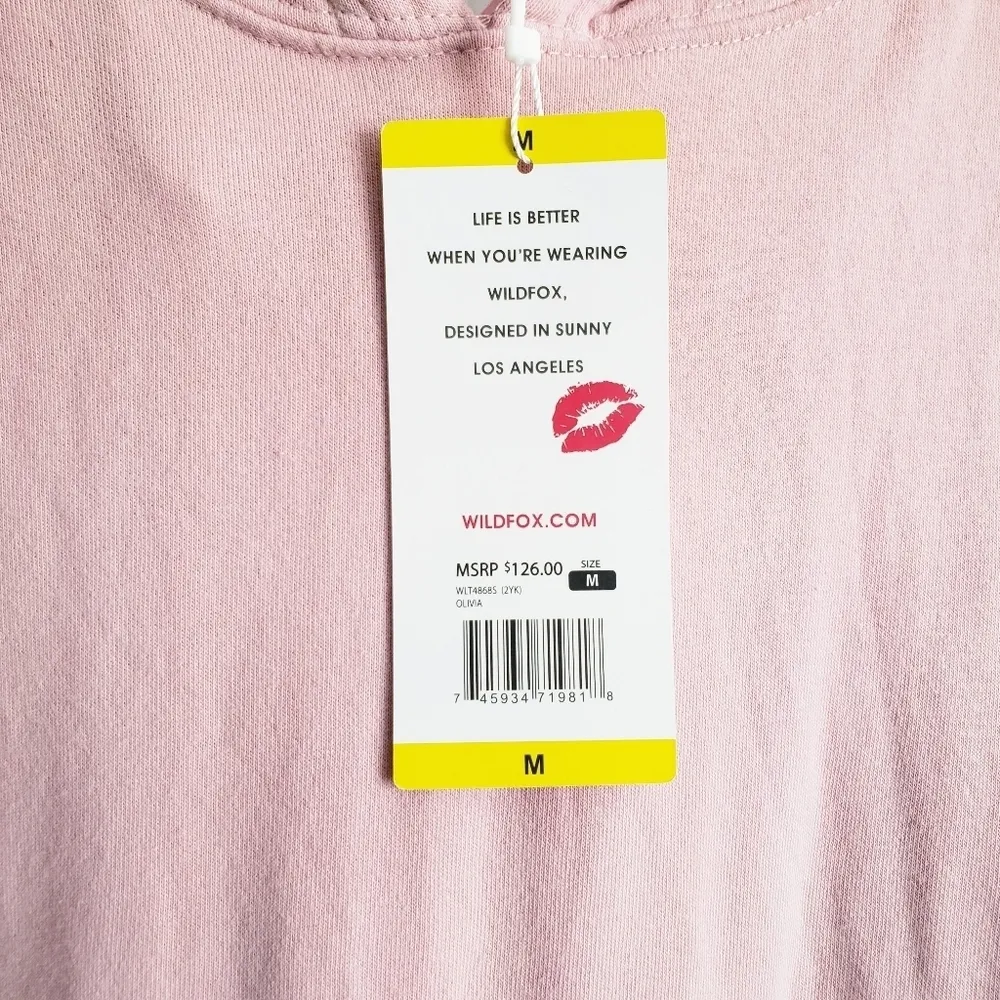 M
LIFE IS BETTER
WHEN YOU'RE WEARING
WILDFOX,
DESIGNED IN SUNNY
LOS ANGELES
WILDFOX.COM
MSRP $126.00 SIZE
M
WLT4868S (2YK)
OLIVIA
7 45934 71981 8
M